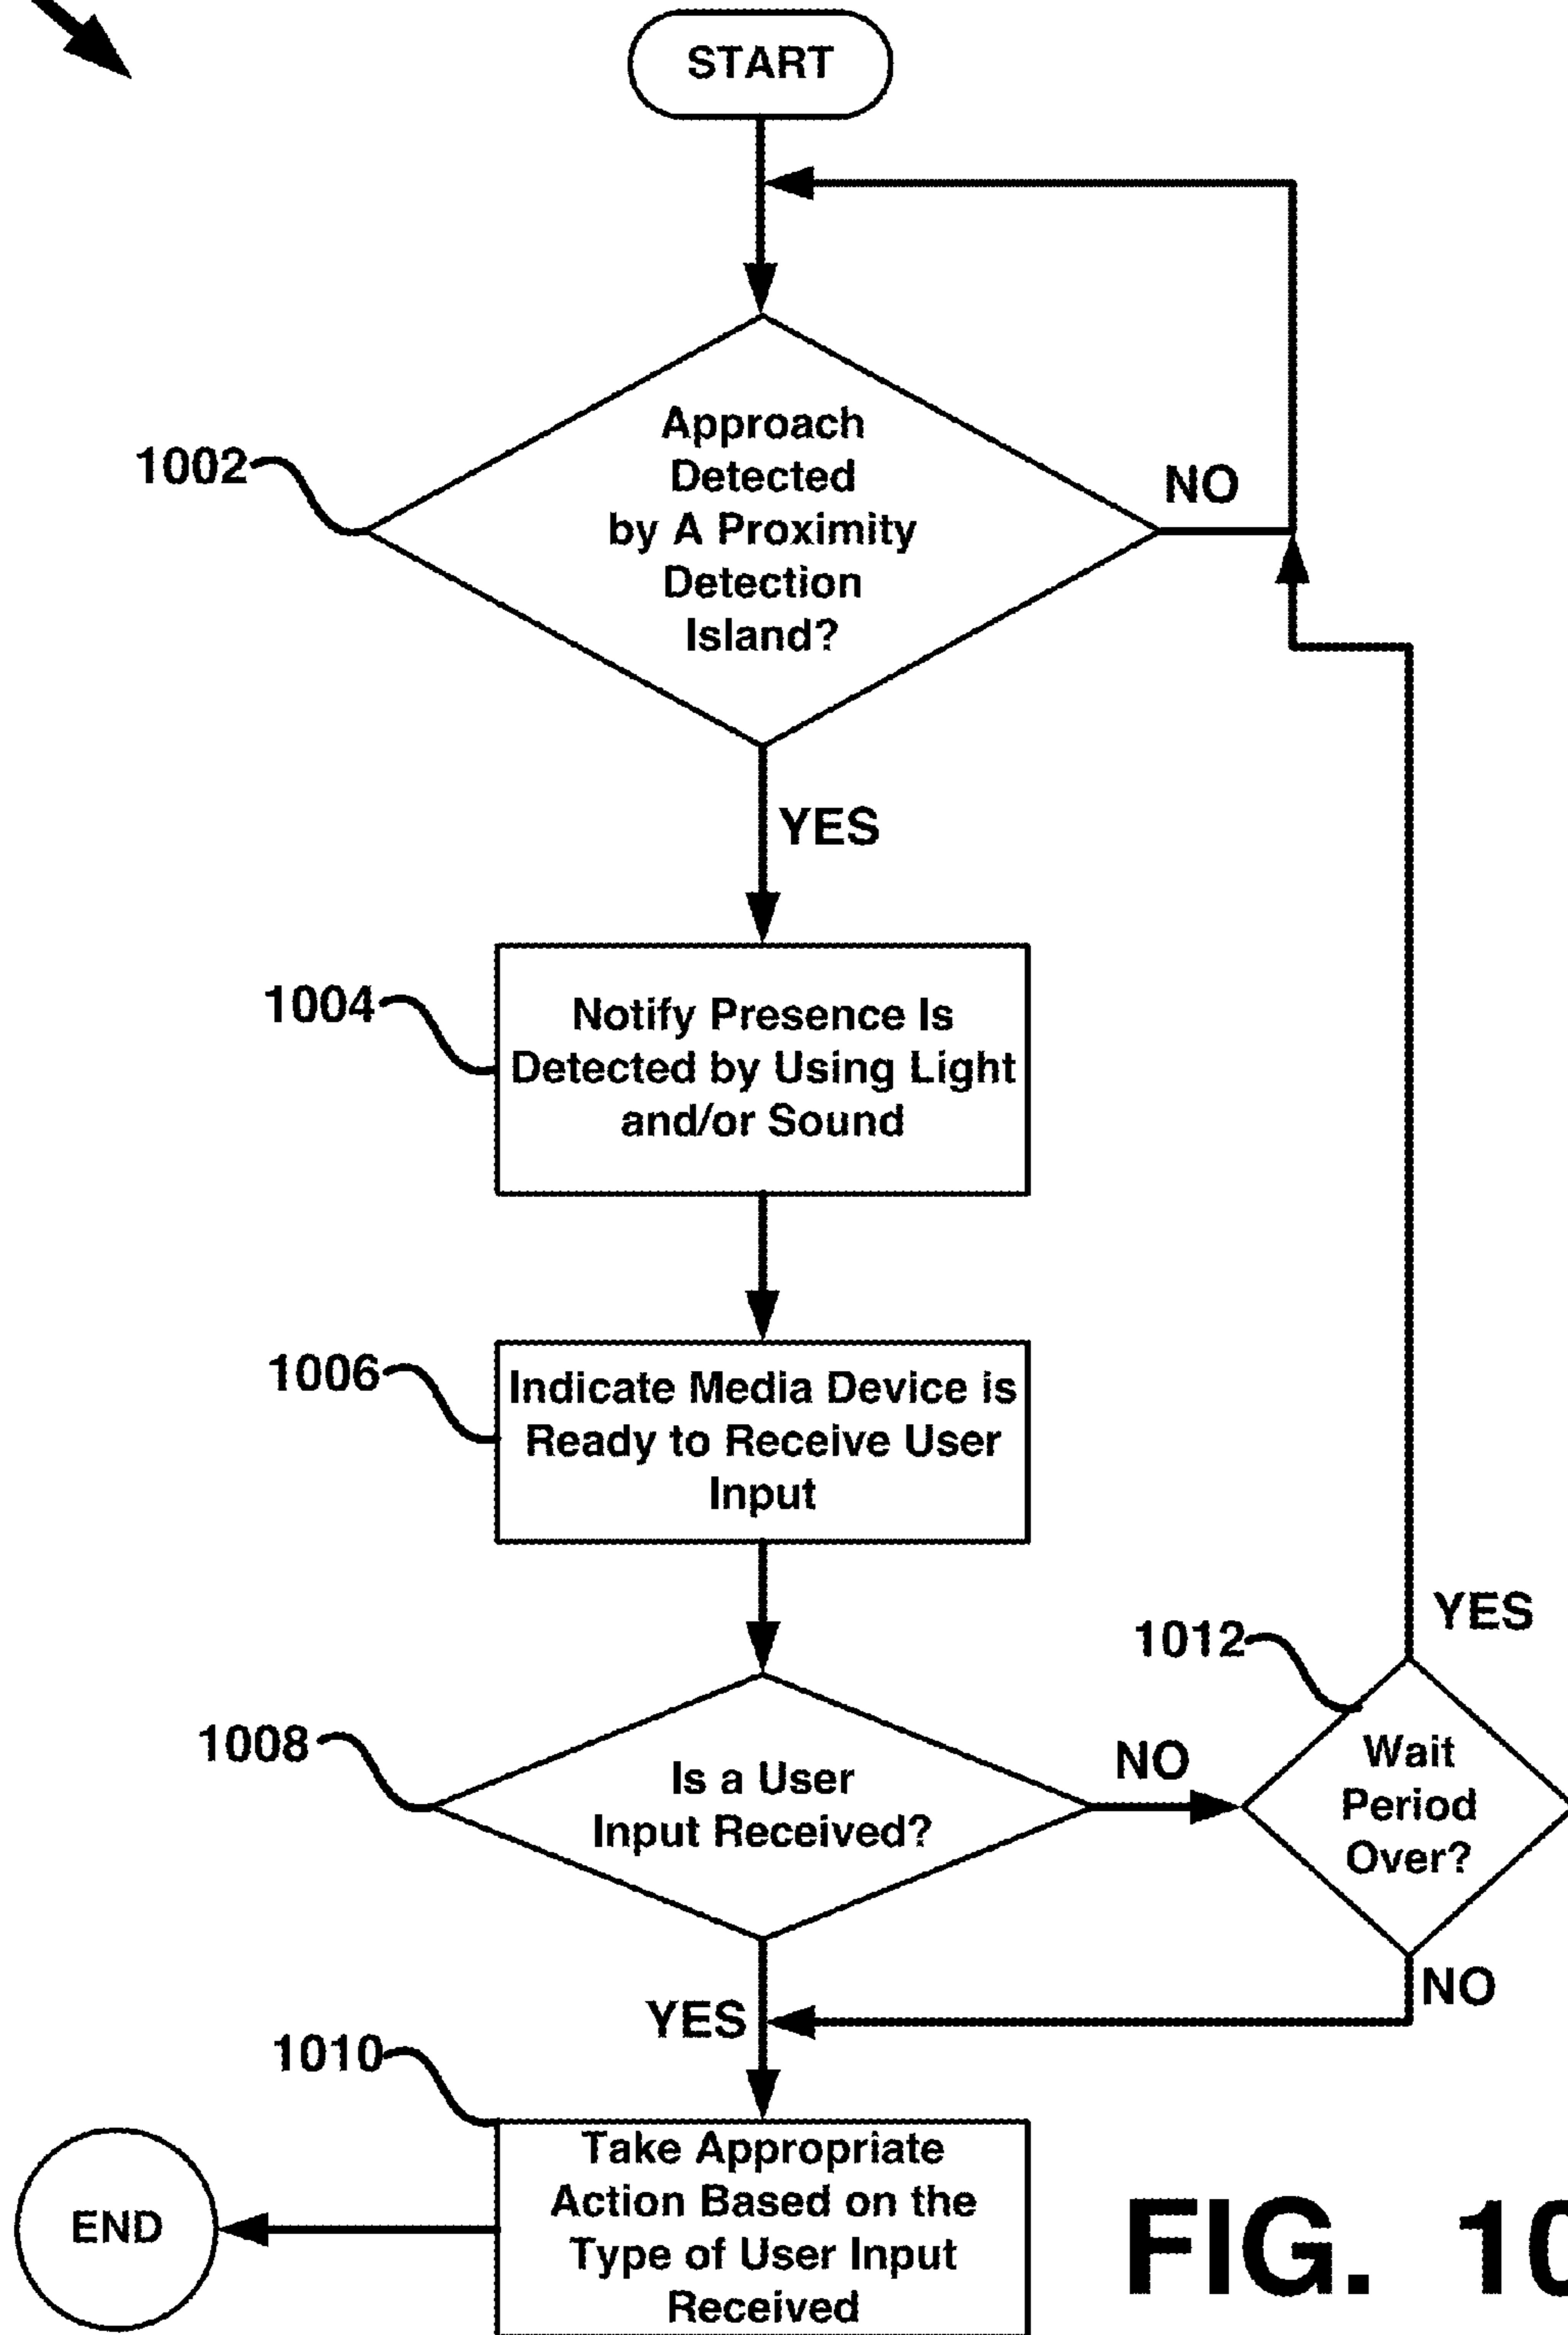 START
Approach
Detected
by A Proximity
Detection
Island?
1002
NO
YES
1004
Notify Presence Is
Detected by Using Light
and/or Sound
1006
Indicate Media Device is
Ready to Receive User
Input
1008
Is a User
Input Received?
NO
1012
YES
Wait
Period
Over?
NO
YES
1010
Take Appropriate
Action Based on the
Type of User Input
Received
END
FIG. 10